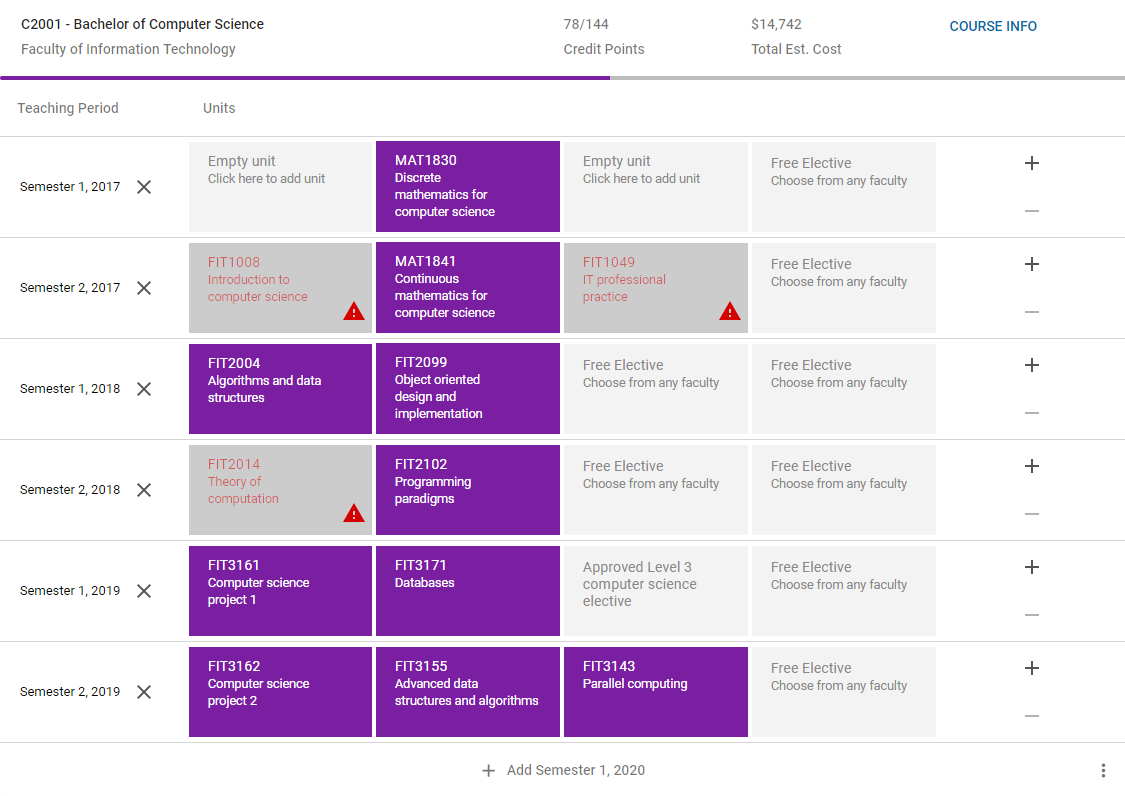 C2001 - Bachelor of Computer Science
Faculty of Information Technology
78/144
Credit Points
$14,742
Total Est. Cost
COURSE INFO
Teaching Period
Units
Semester 1, 2017
Empty unit
Click here to add unit
MAT1830
Discrete
mathematics for
computer science
Empty unit
Click here to add unit
Free Elective
Choose from any faculty
Semester 2, 2017
FIT1008
Introduction to
computer science
MAT1841
Continuous
mathematics for
computer science
FIT1049
IT professional
practice
Free Elective
Choose from any faculty
Semester 1, 2018
FIT2004
Algorithms and data
structures
FIT2099
Object oriented
design and
implementation
Free Elective
Choose from any faculty
Free Elective
Choose from any faculty
Semester 2, 2018
FIT2014
Theory of
computation
FIT2102
Programming
paradigms
Free Elective
Choose from any faculty
Free Elective
Choose from any faculty
Semester 1, 2019
FIT3161
Computer science
project 1
FIT3171
Databases
Approved Level 3
computer science
elective
Free Elective
Choose from any faculty
Semester 2, 2019
FIT3162
Computer science
project 2
FIT3155
Advanced data
structures and algorithms
FIT3143
Parallel computing
Free Elective
Choose from any faculty
Add Semester 1, 2020